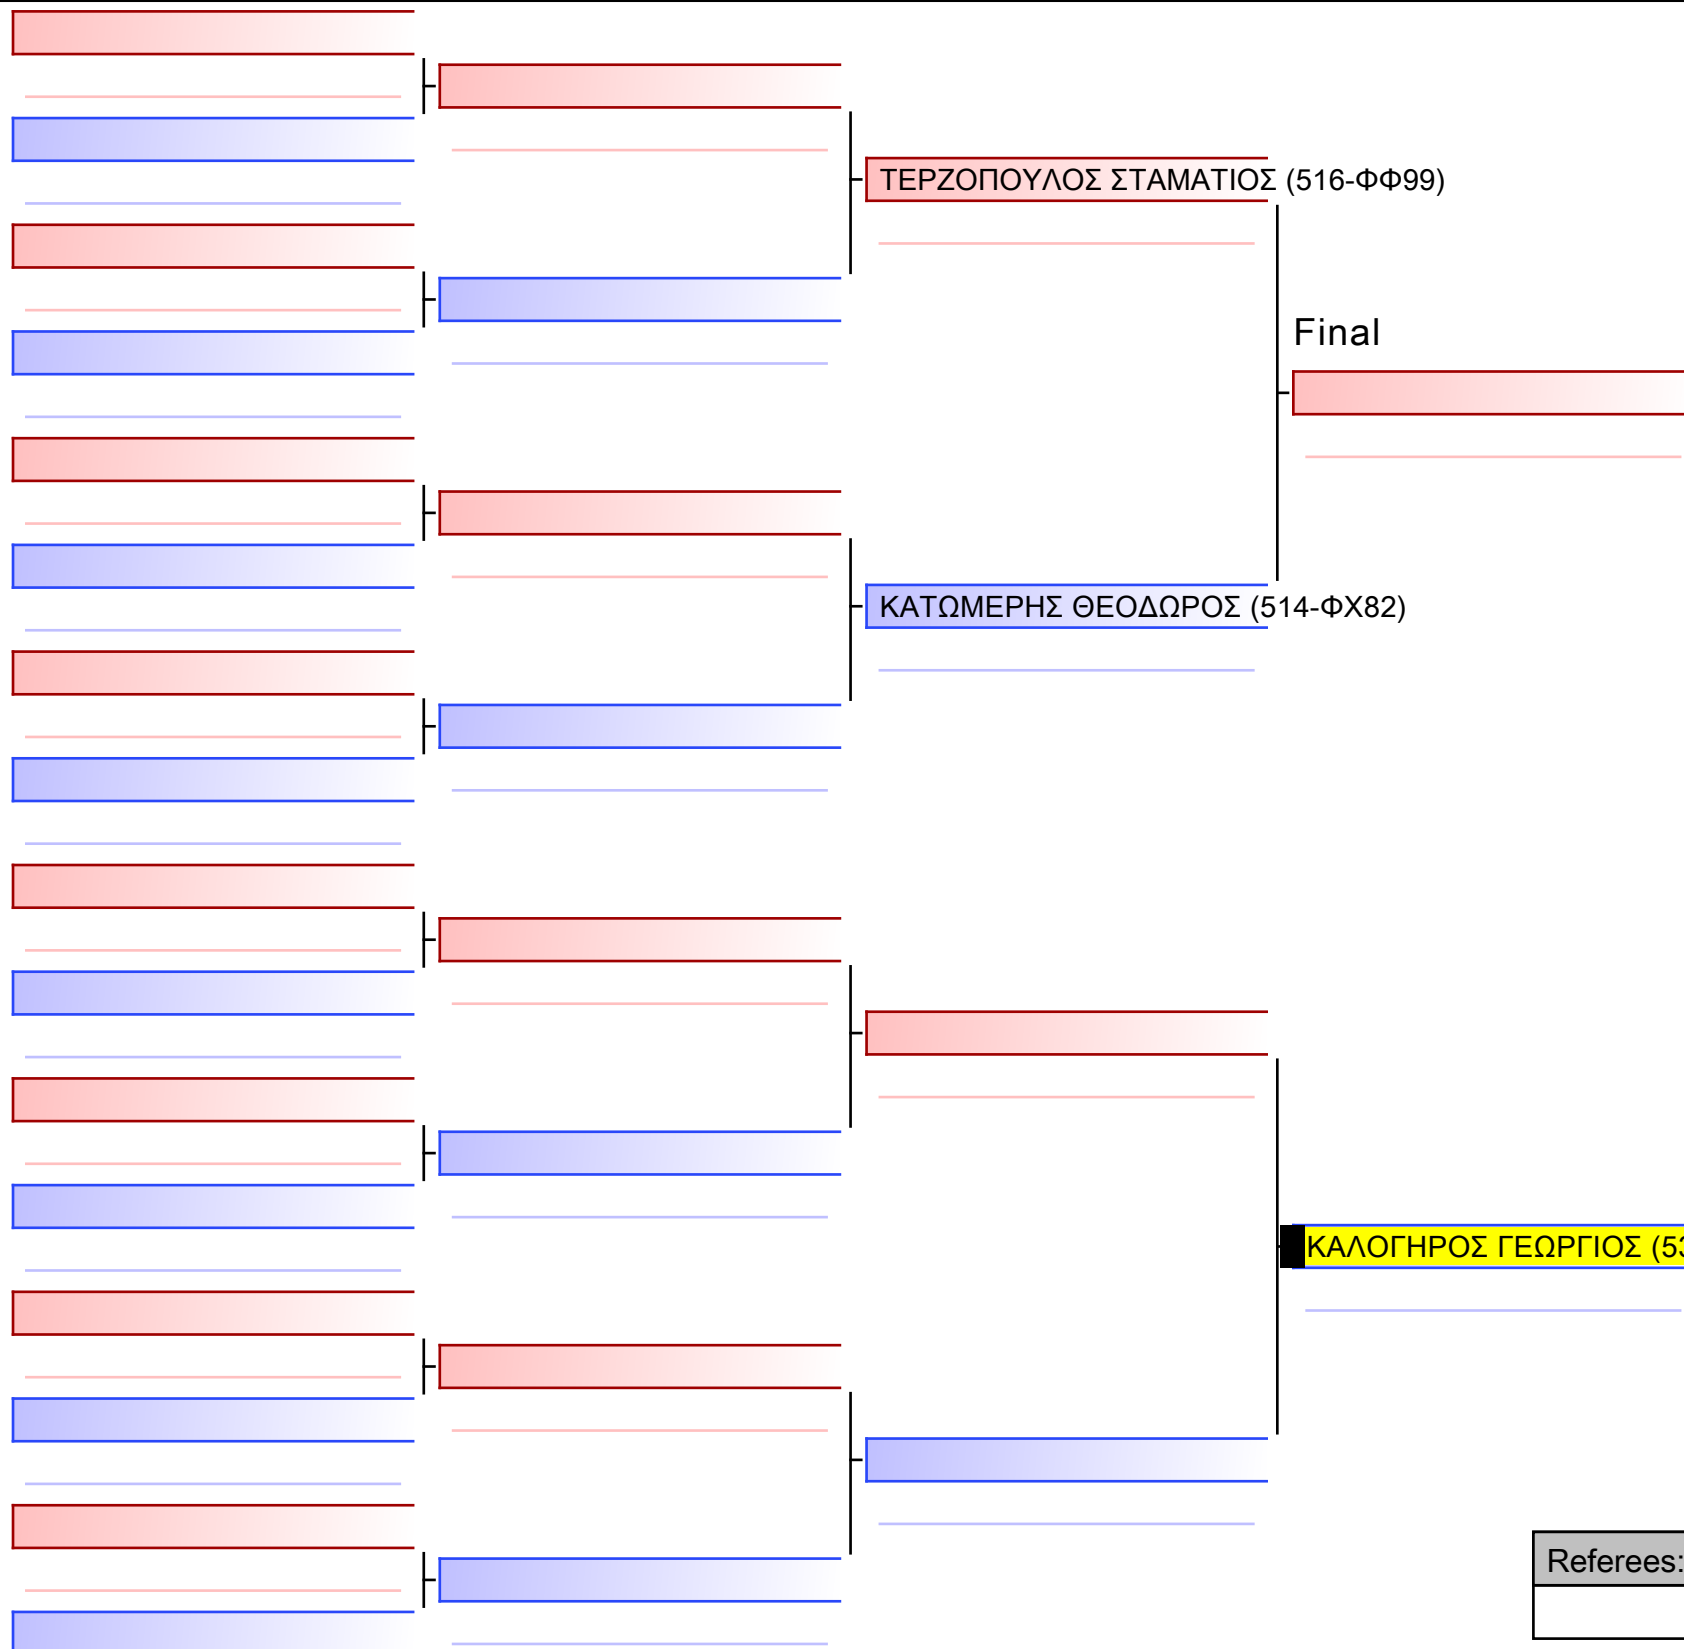 ΤΕΡΖΟΠΟΥΛΟΣ ΣΤΑΜΑΤΙΟΣ (516-ΦΦ99)
Final
ΚΑΤΩΜΕΡΗΣ ΘΕΟΔΩΡΟΣ (514-ΦΧ82)
ΚΑΛΟΓΗΡΟΣ ΓΕΩΡΓΙΟΣ
Referees: